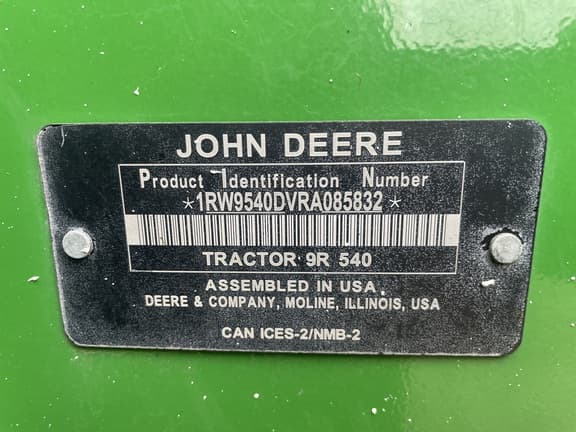 JOHN DEERE
Product Identification Number
*1RW9540DVRA085832*
TRACTOR 9R 540
ASSEMBLED IN USA
DEERE & COMPANY, MOLINE, ILLINOIS, USA
CAN ICES-2/NMB-2